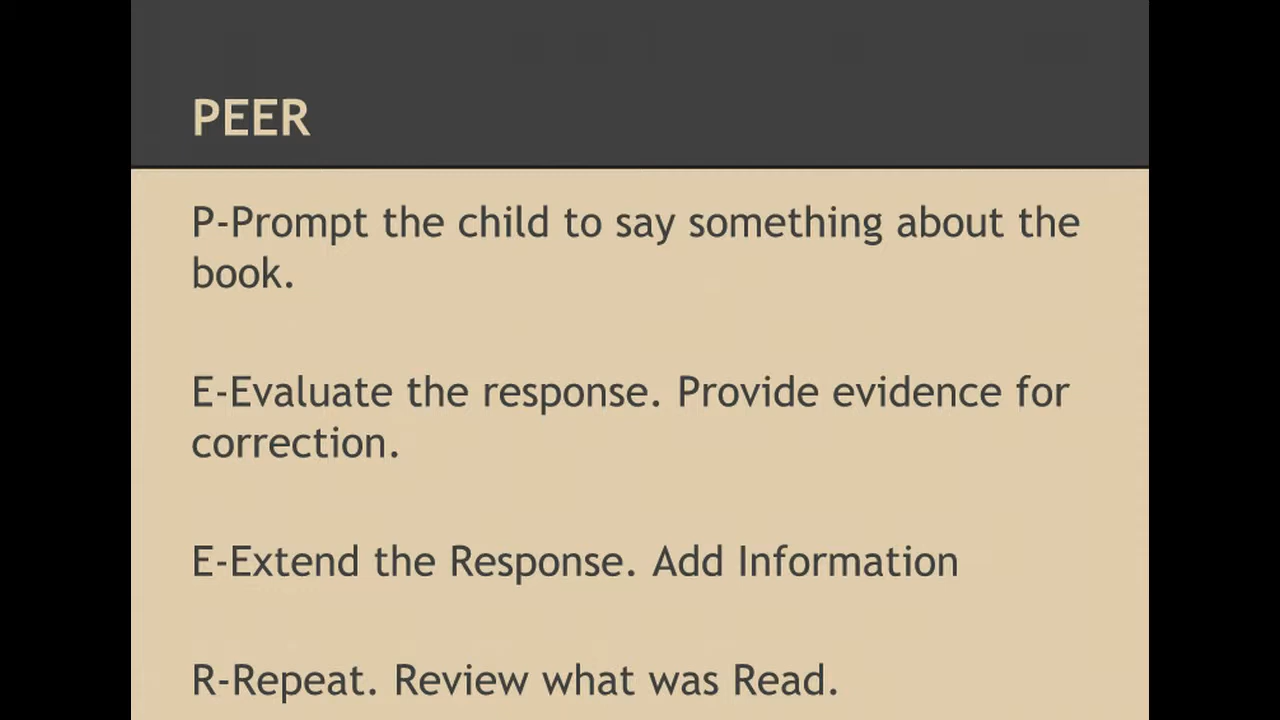 PEER
P-Prompt the child to say something about the
book.
E-Evaluate the response. Provide evidence for
correction.
E-Extend the Response. Add Information
R-Repeat. Review what was Read.